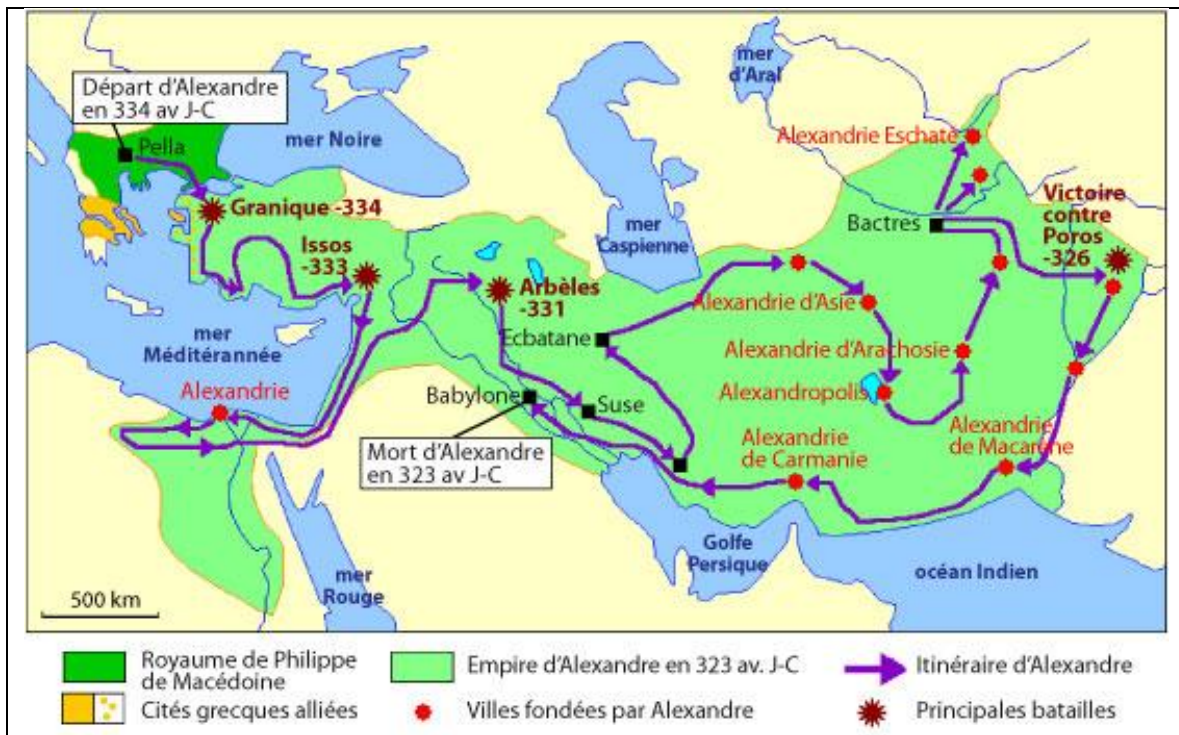 Départ d'Alexandre
en 334 av J-C
Pella
mer Noire
mer
d'Aral
Alexandrie Eschate
Granique -334
Issos
-333
mer
Caspienne
Bactres
Victoire
contre
Poros
-326
Arbèles
-331
Alexandrie d'Asie
Ecbatane
mer
Méditérannée
Alexandrie d'Arachosie
Alexandrie
Babylone
Suse
Alexandropolis
Mort d'Alexandre
en 323 av J-C
Alexandrie
de Carmanie
Alexandrie
de Macarène
Golfe
Persique
océan Indien
mer
Rouge
500 km
Royaume de Philippe
de Macédoine
Empire d'Alexandre en 323 av. J-C
Itinéraire d'Alexandre
Cités grecques alliées
Villes fondées par Alexandre
Principales batailles